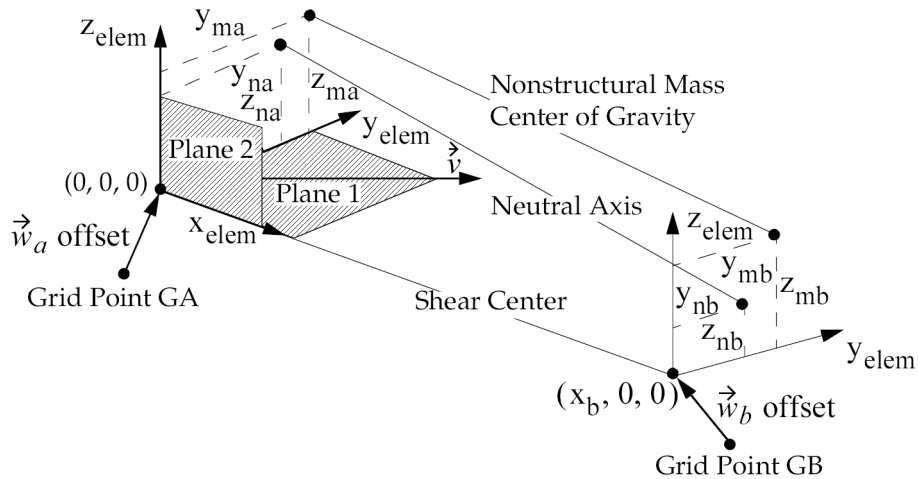 y_ma
z_elem
y_na
z_na
z_ma
Nonstructural Mass
Center of Gravity
y_elem
Plane 2
v⃗
(0, 0, 0)
Plane 1
Neutral Axis
x_elem
w⃗_a offset
z_elem
y_mb
Grid Point GA
Shear Center
y_nb
z_mb
z_nb
y_elem
(x_b, 0, 0)
w⃗_b offset
Grid Point GB